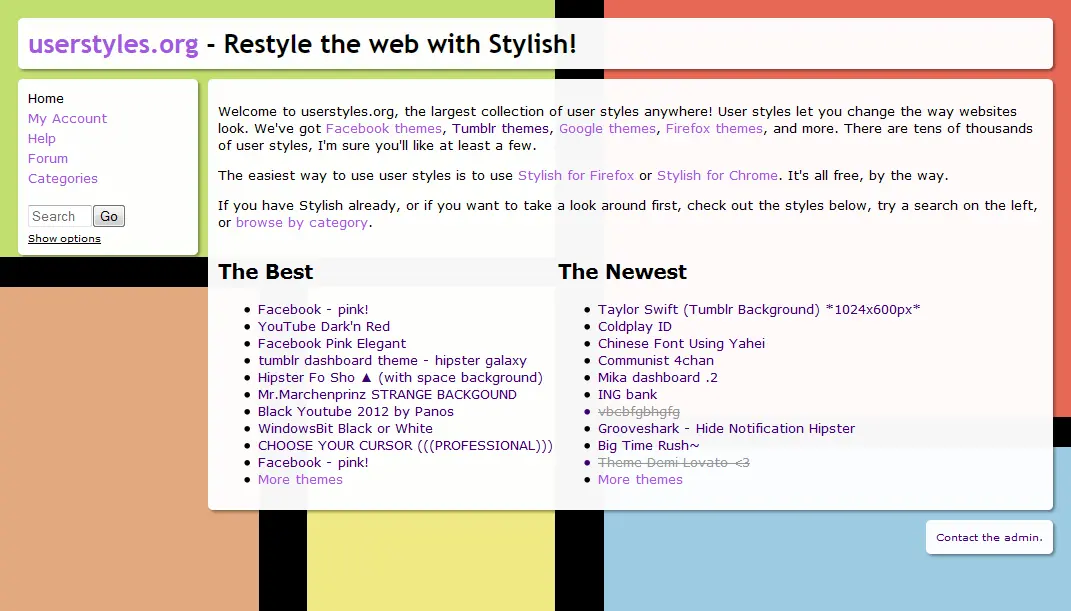 userstyles.org - Restyle the web with Stylish!
Home
My Account
Help
Forum
Categories
Search Go
Show options
Welcome to userstyles.org, the largest collection of user styles anywhere! User styles let you change the way websites
look. We've got Facebook themes, Tumblr themes, Google themes, Firefox themes, and more. There are tens of thousands
of user styles, I'm sure you'll like at least a few.
The easiest way to use user styles is to use Stylish for Firefox or Stylish for Chrome. It's all free, by the way.
If you have Stylish already, or if you want to take a look around first, check out the styles below, try a search on the left,
or browse by category.
The Best
Facebook - pink!
YouTube Dark'n Red
Facebook Pink Elegant
tumblr dashboard theme - hipster galaxy
Hipster Fo Sho ▲ (with space background)
Mr.Marchenprinz STRANGE BACKGOUND
Black Youtube 2012 by Panos
WindowsBit Black or White
CHOOSE YOUR CURSOR (((PROFESSIONAL)))
Facebook - pink!
More themes
The Newest
Taylor Swift (Tumblr Background) *1024x600px*
Coldplay ID
Chinese Font Using Yahei
Communist 4chan
Mika dashboard .2
ING bank
vbcbfgbhgfg
Grooveshark - Hide Notification Hipster
Big Time Rush~
Theme Demi Lovato <3
More themes
Contact the admin.